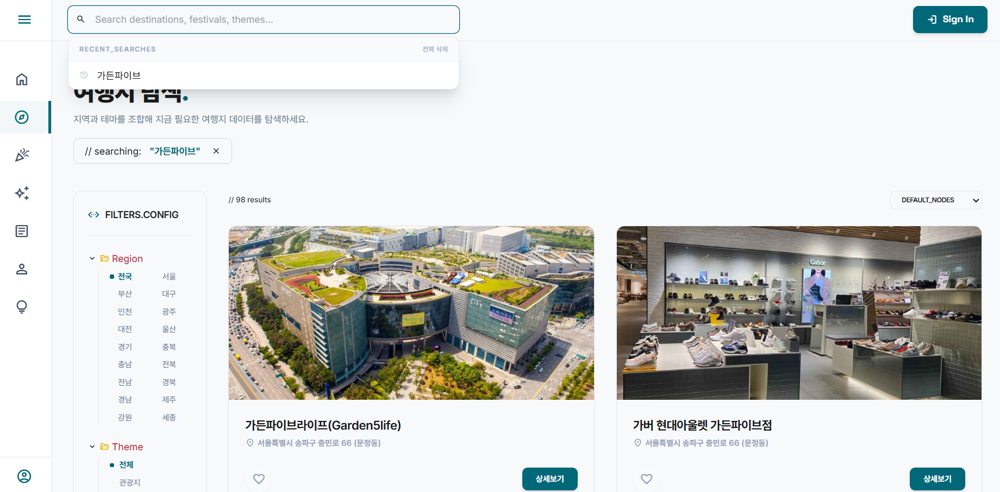 Search destinations, festivals, themes...
Sign In
RECENT_SEARCHES
전체 삭제
가든파이브
여행지 탐색.
지역과 테마를 조합해 지금 필요한 여행지 데이터를 탐색하세요.
// searching: "가든파이브"
FILTERS.CONFIG
Region
전국 서울
부산 대구
인천 광주
대전 울산
경기 충북
충남 전북
전남 경북
경남 제주
강원 세종
Theme
전체
관광지
// 98 results
DEFAULT_NODES
LIFE
가든파이브라이프(Garden5life)
서울특별시 송파구 충민로 66 (문정동)
상세보기
Gabor
가버 현대아울렛 가든파이브점
서울특별시 송파구 충민로 66 (문정동)
상세보기